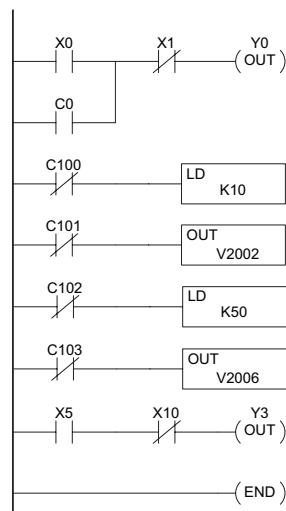 X0 X1 Y0
OUT
C0
C100
LD
K10
C101
OUT
V2002
C102
LD
K50
C103
OUT
V2006
X5 X10 Y3
OUT
END